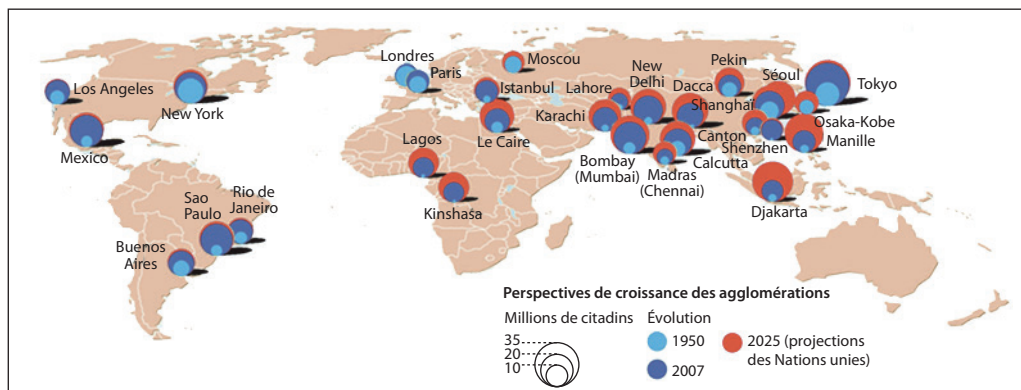 Londres
Paris
Moscou
Istanbul
Le Caire
Los Angeles
New York
Mexico
Sao
Paulo
Rio de
Janeiro
Buenos
Aires
Lagos
Kinshasa
Lahore
Karachi
New
Delhi
Dacca
Bombay
(Mumbai)
Madras
(Chennai)
Calcutta
Canton
Shenzhen
Shanghaï
Pekin
Séoul
Tokyo
Osaka-Kobe
Manille
Djakarta
Perspectives de croissance des agglomérations
Millions de citadins
35
20
10
Évolution
1950
2007
2025 (projections
des Nations unies)